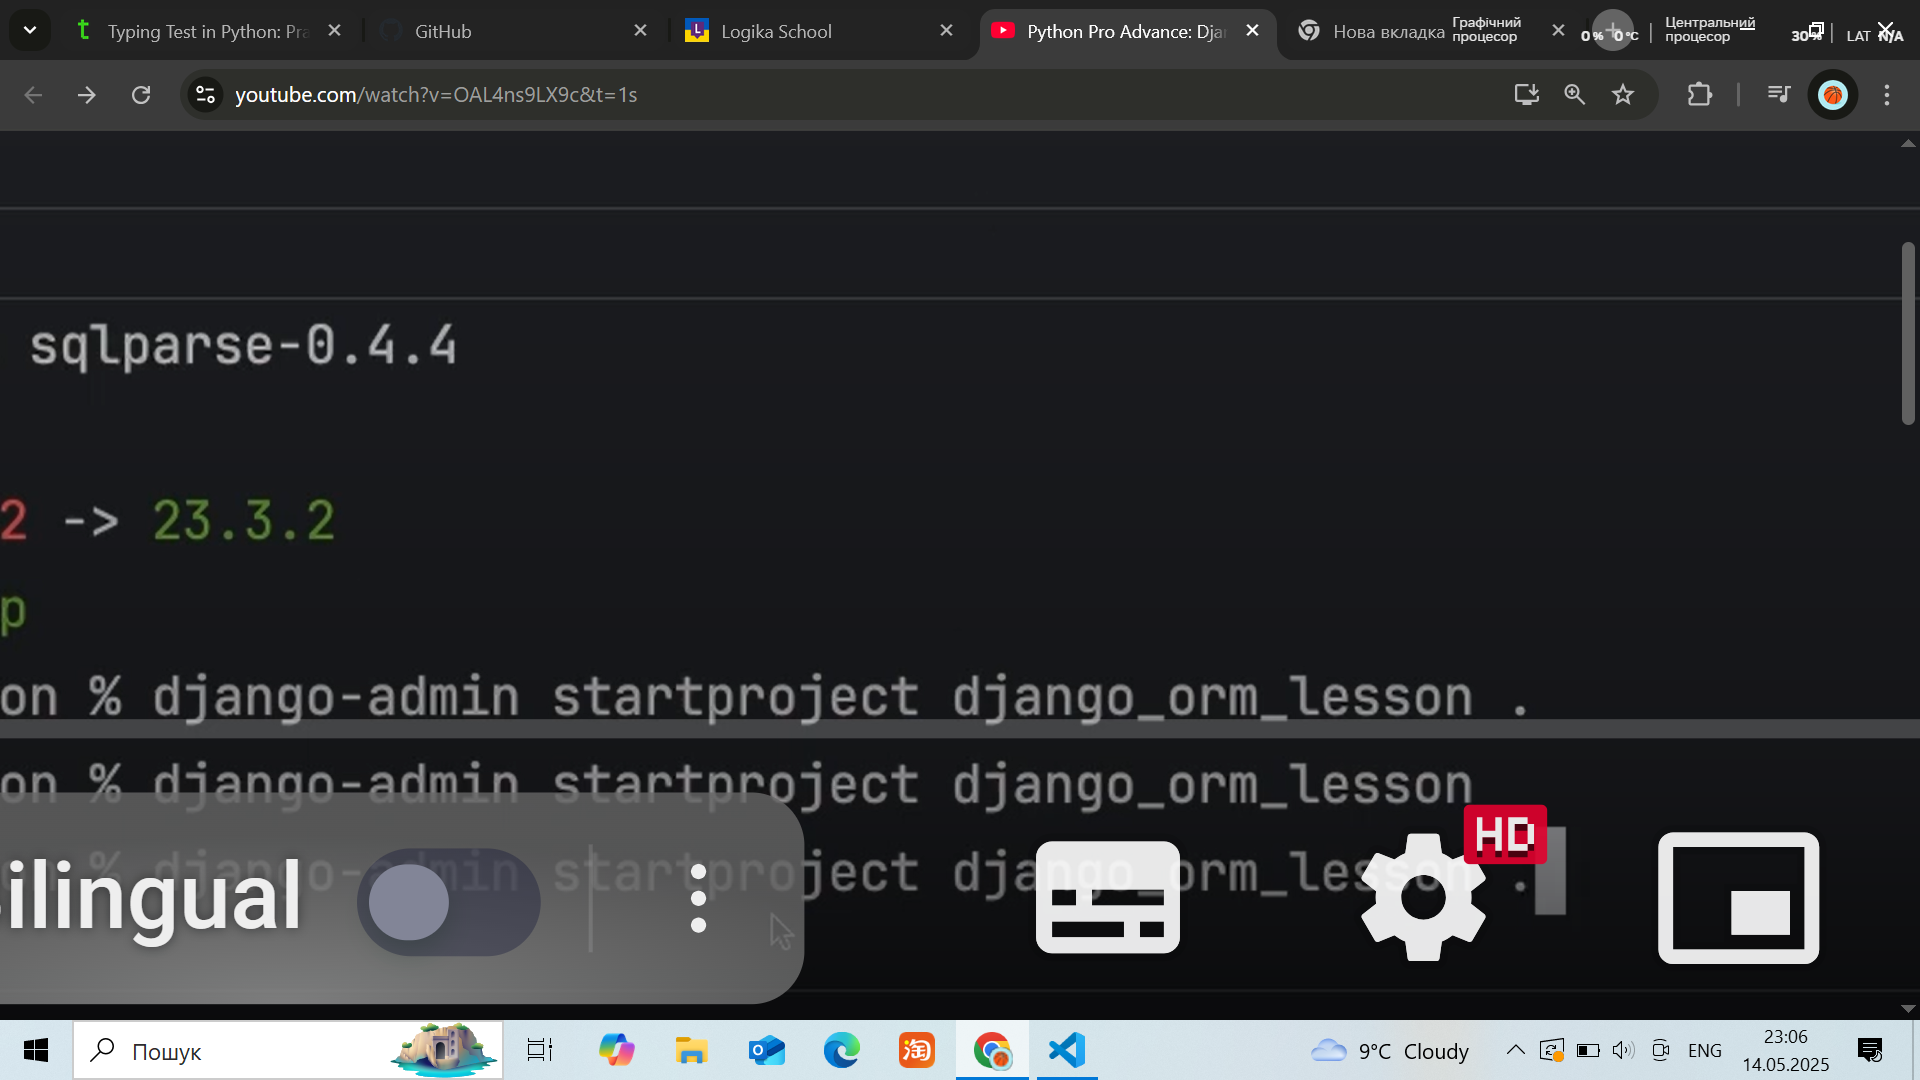 Typing Test in Python: Pra
GitHub
Logika School
Python Pro Advance: Djan
Нова вкладка
Графічний процесор
0 % 0 °C
Центральний процесор
30 %
LAT N/A
youtube.com/watch?v=OAL4ns9LX9c&t=1s
sqlparse-0.4.4
2 -> 23.3.2
p
on % django-admin startproject django_orm_lesson .
on % django-admin startproject django_orm_lesson
on % django-admin startproject django_orm_lesson .
ilingual
HD
Пошук
9°C Cloudy
ENG
23:06
14.05.2025